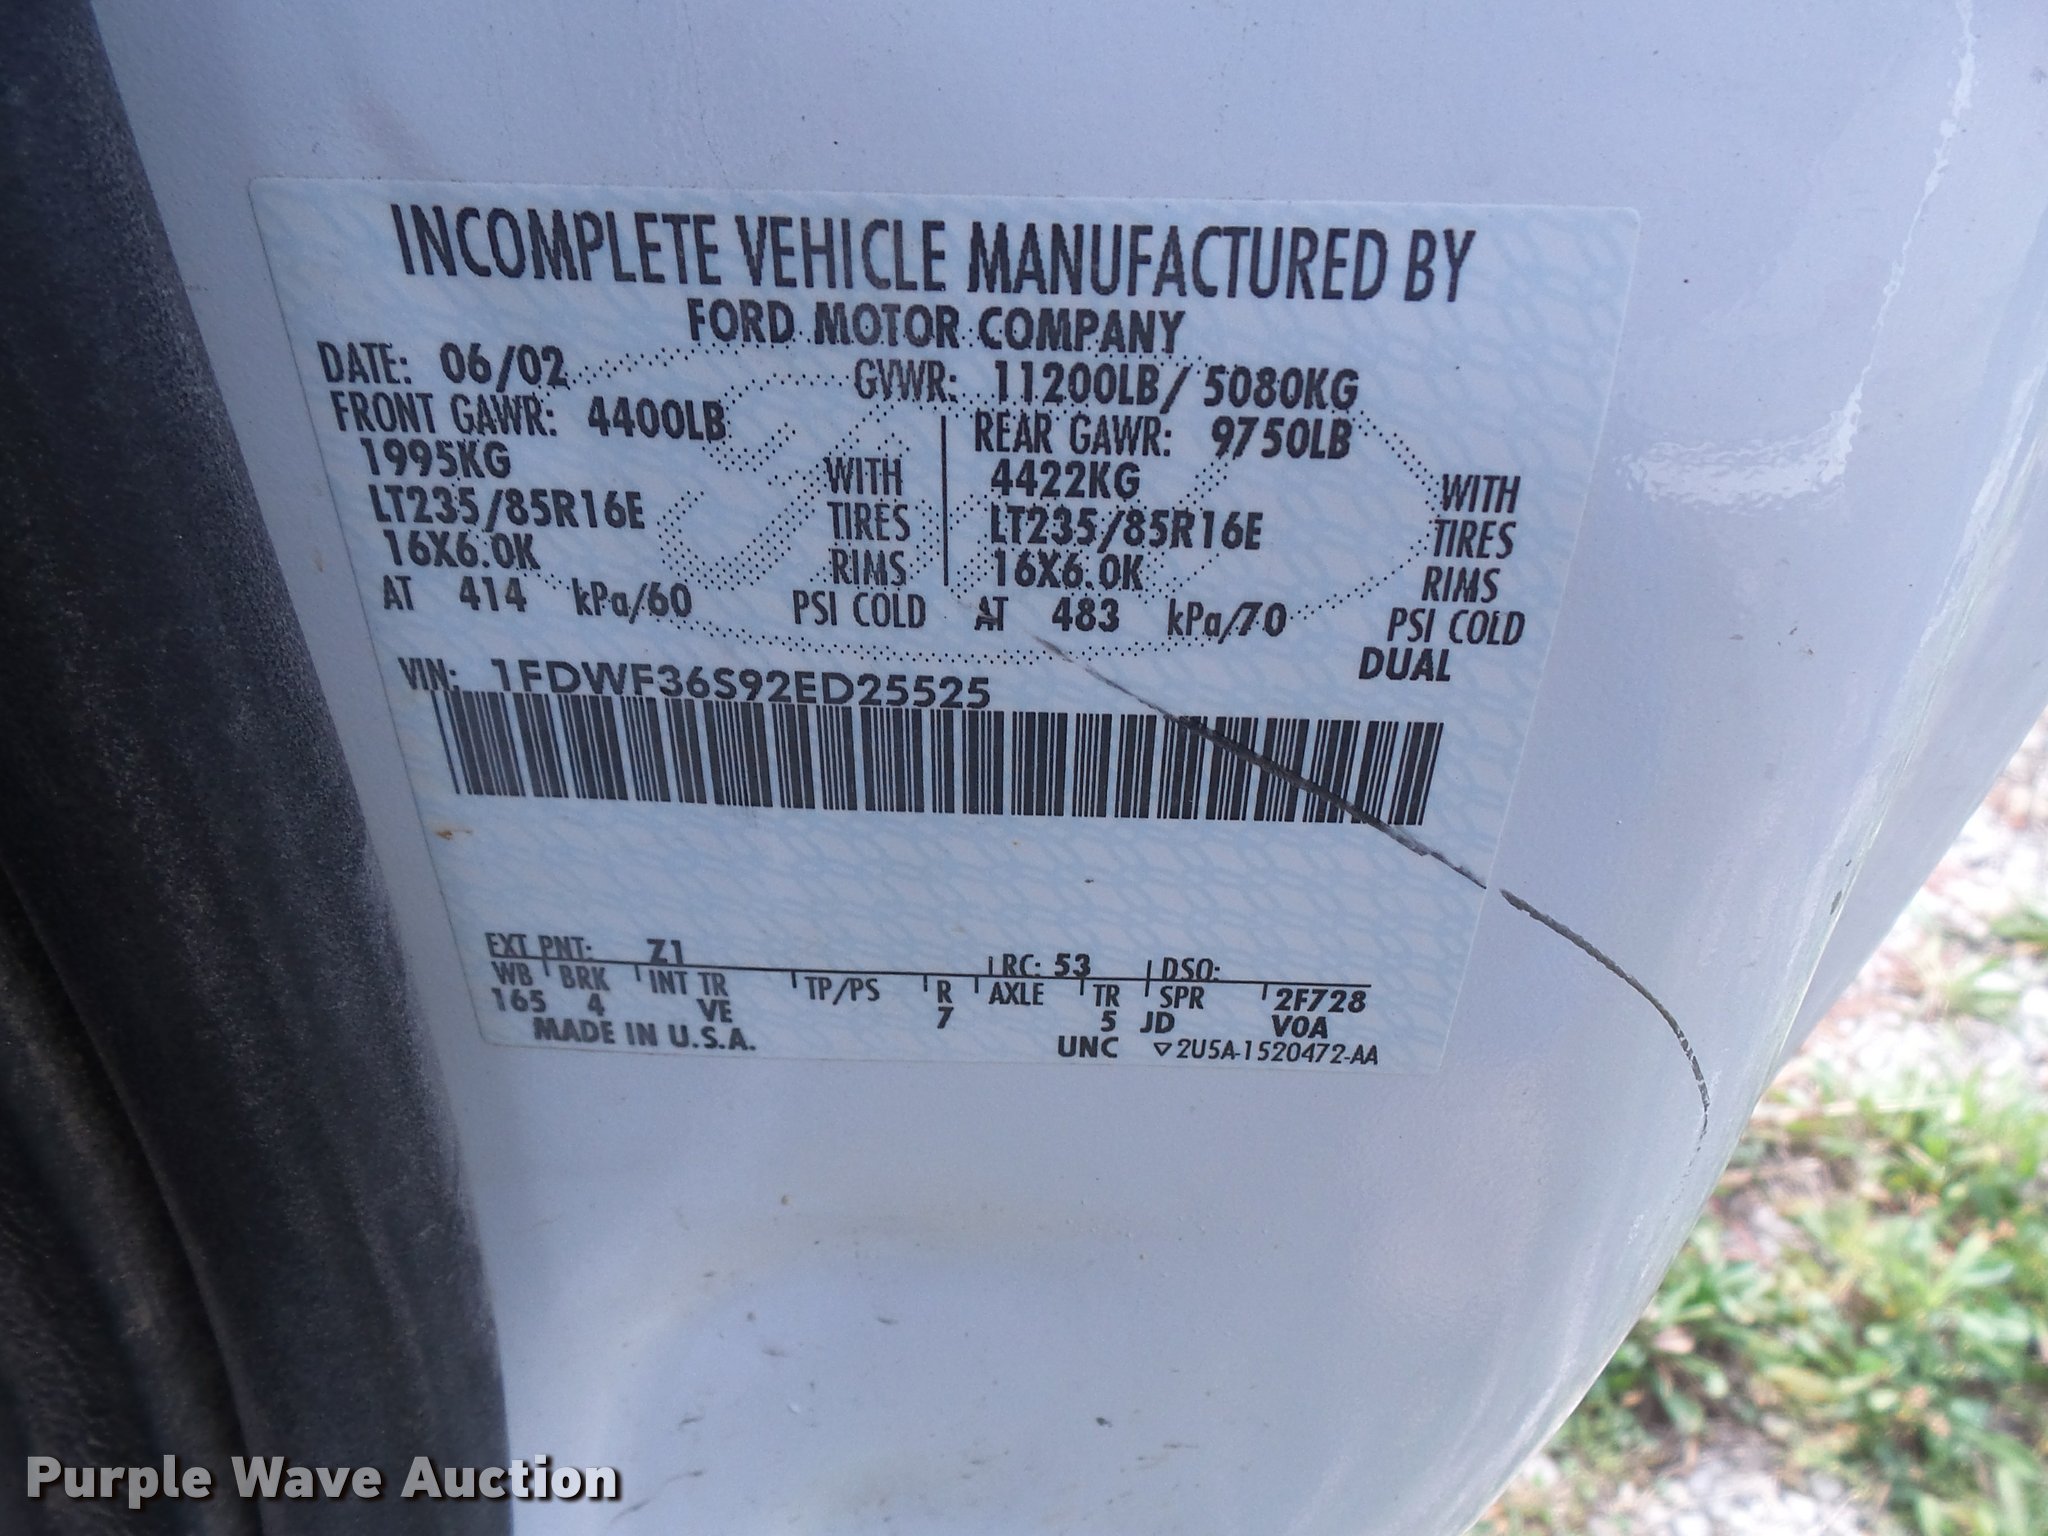 INCOMPLETE VEHICLE MANUFACTURED BY
FORD MOTOR COMPANY
DATE: 06/02 GVWR: 11200LB/ 5080KG
FRONT GAWR: 4400LB REAR GAWR: 9750LB
1995KG WITH 4422KG WITH
LT235/85R16E TIRES LT235/85R16E TIRES
16X6.0K RIMS 16X6.0K RIMS
AT 414 kPa/60 PSI COLD AT 483 kPa/70 PSI COLD
DUAL
VIN: 1FDWF36S92ED25525
EXT PNT: Z1 RC: 53 DSO:
WB BRK INT TR TP/PS R AXLE TR SPR 2F728
165 4 VE 7 5 JD V0A
MADE IN U.S.A. UNC ▽2U5A-1520472-AA
Purple Wave Auction